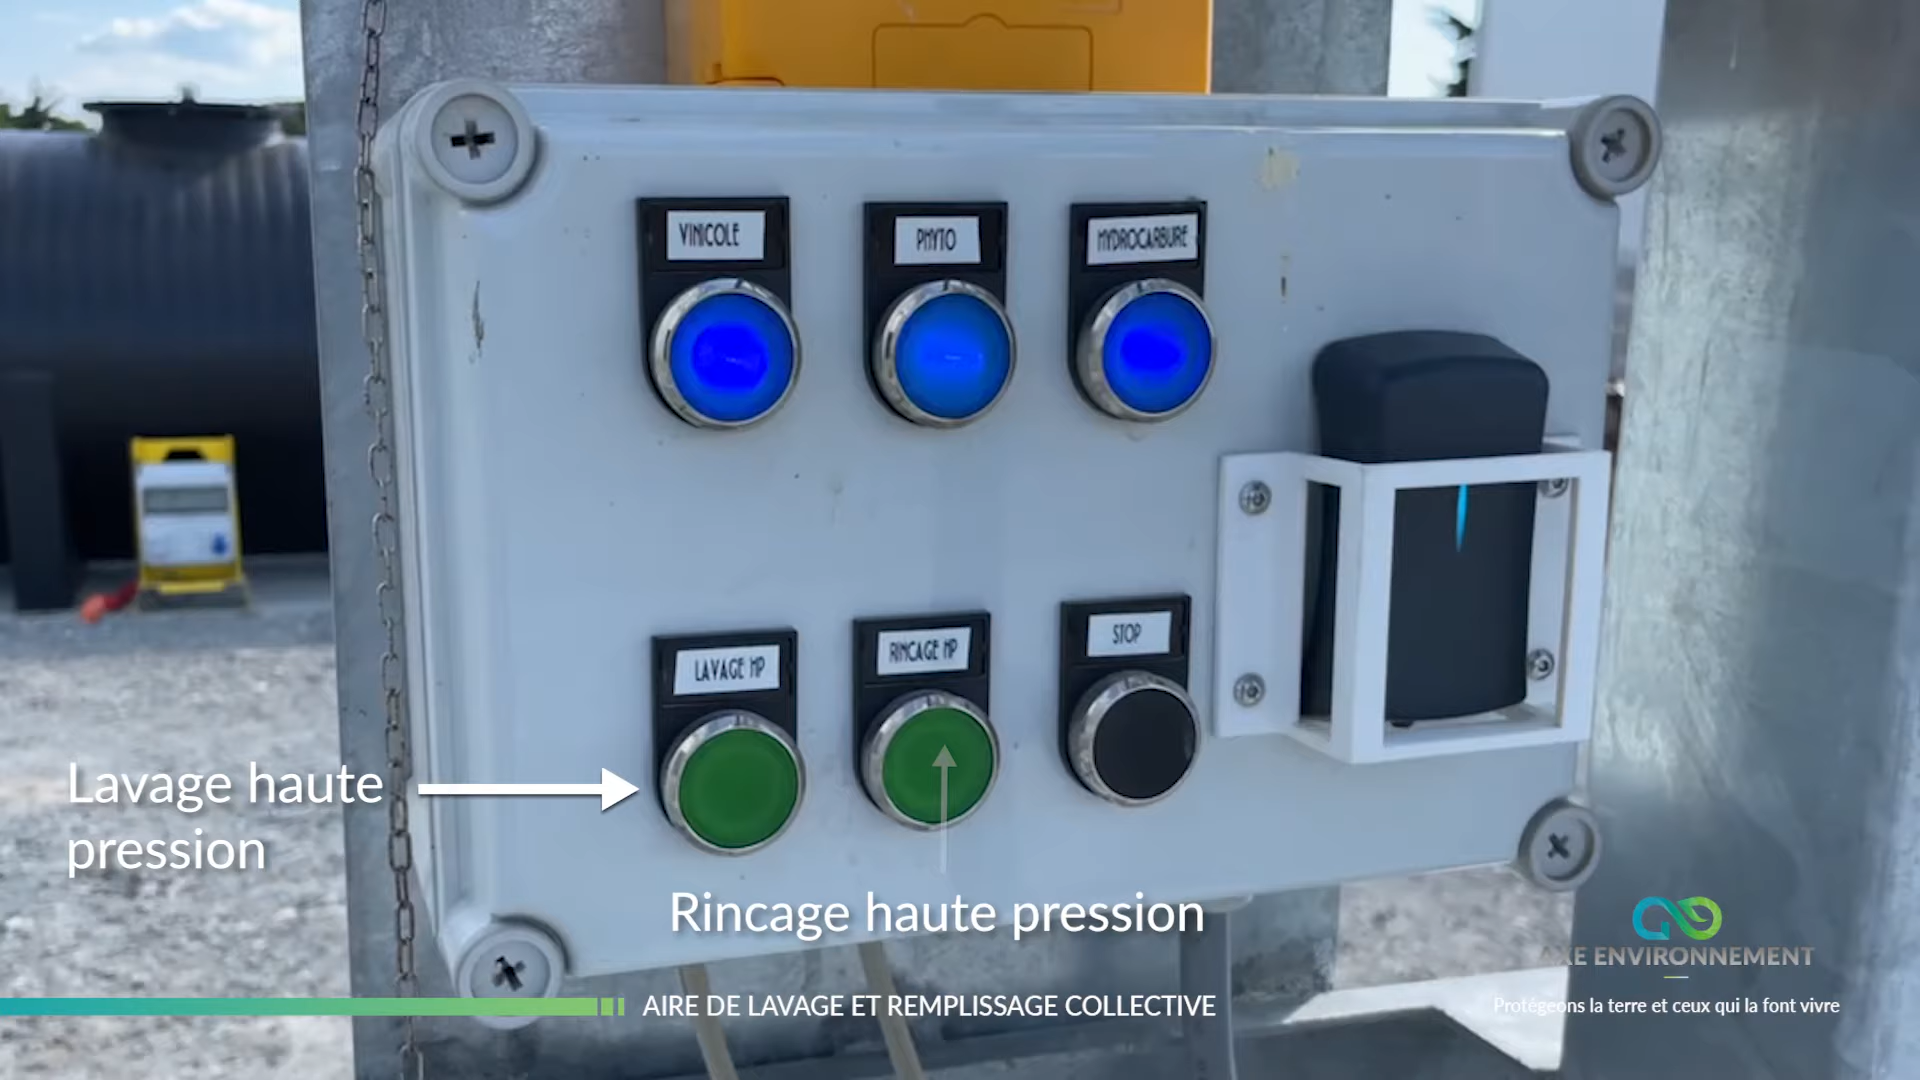 VINICOLE
PHYTO
HYDROCARBURE
LAVAGE HP
RINCAGE HP
STOP
Lavage haute
pression
Rincage haute pression
AXE ENVIRONNEMENT
AIRE DE LAVAGE ET REMPLISSAGE COLLECTIVE
Protégeons la terre et ceux qui la font vivre